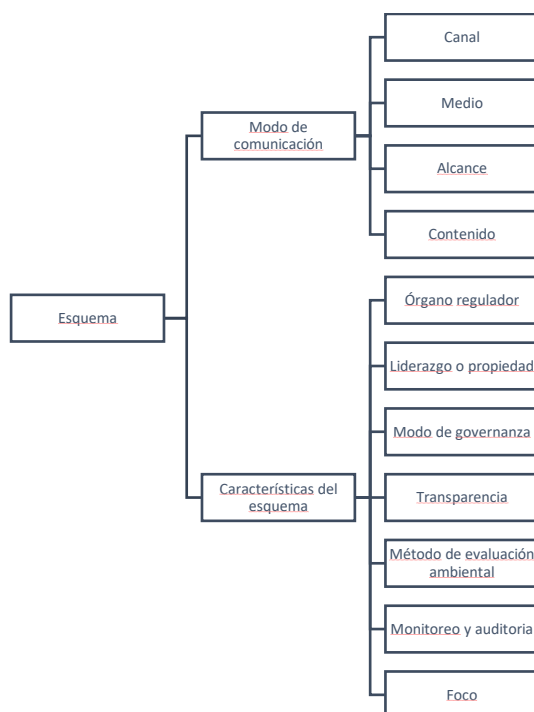 Canal
Medio
Modo de
comunicación
Alcance
Contenido
Esquema
Órgano regulador
Liderazgo o propiedad
Modo de governanza
Características del
esquema
Transparencia
Método de evaluación
ambiental
Monitoreo y auditoria
Foco